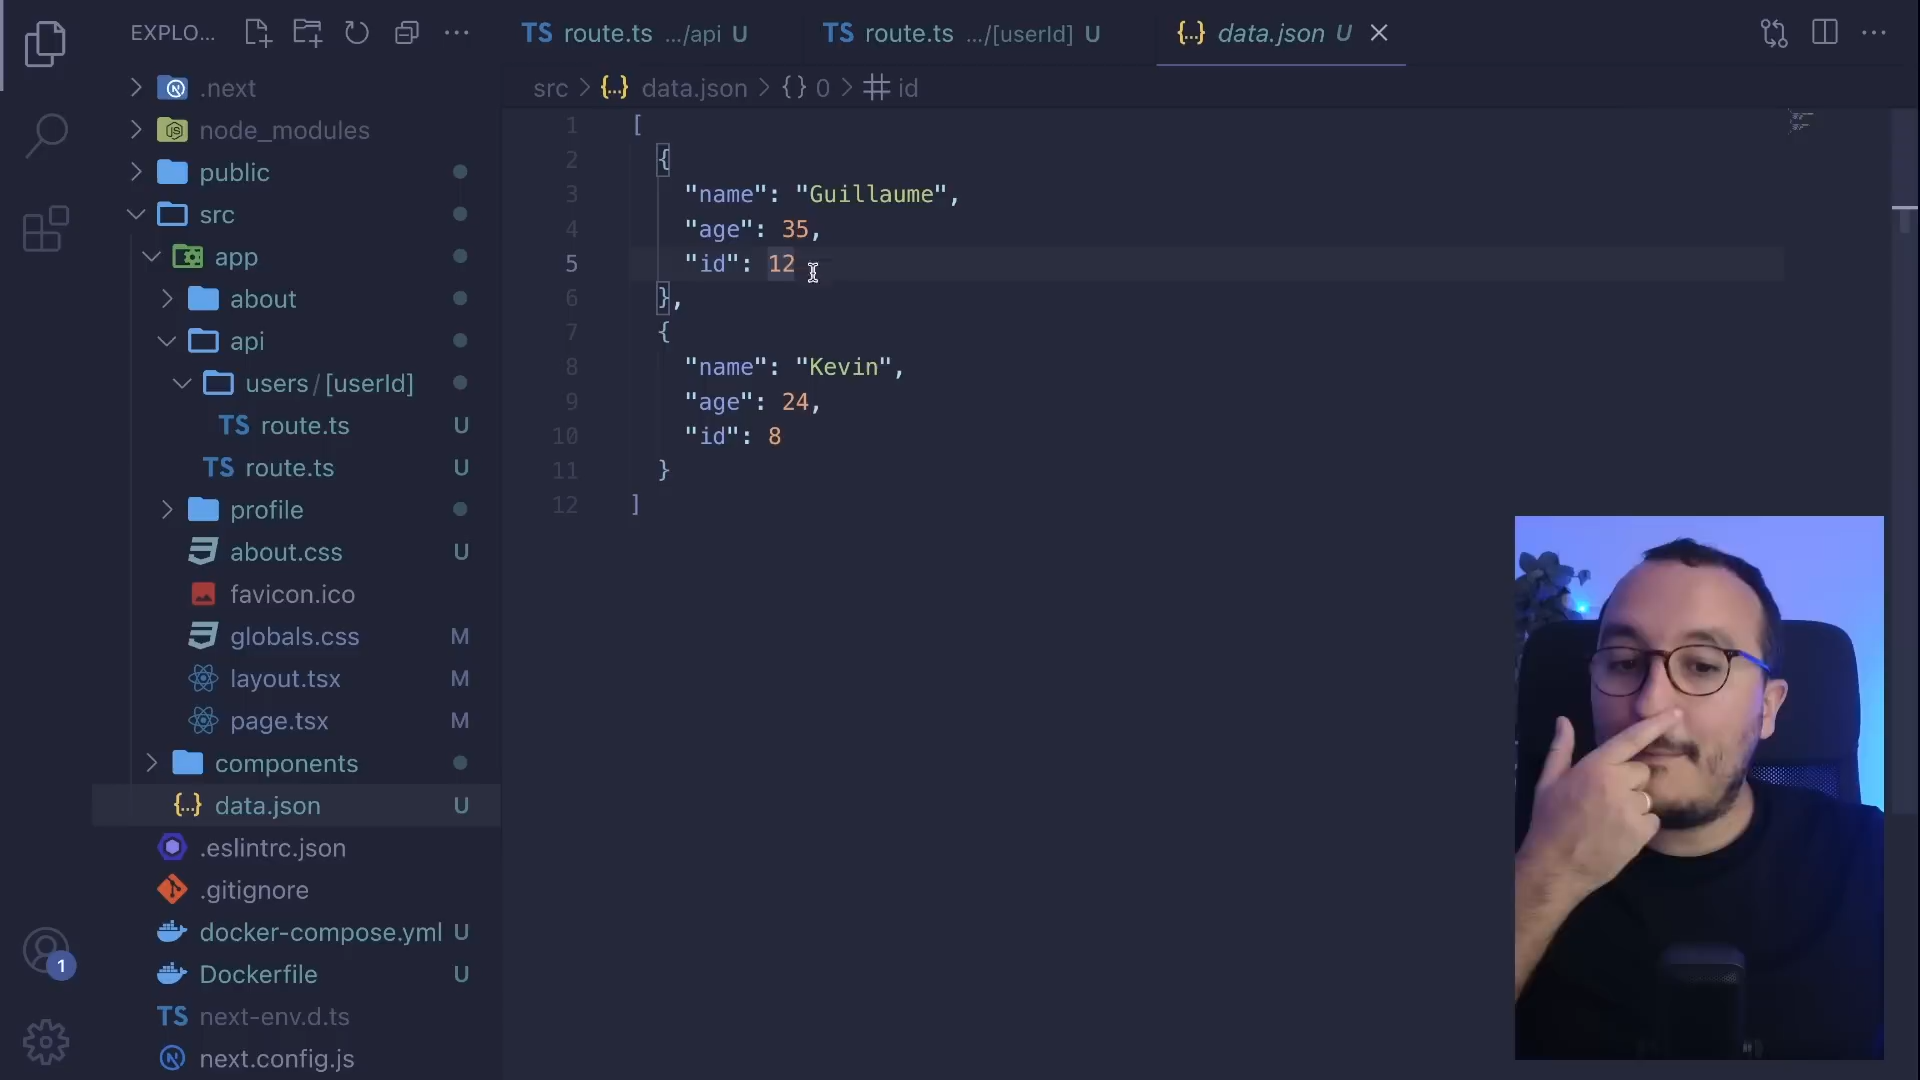 EXPLO...
TS route.ts .../api U
TS route.ts .../[userId] U
{...} data.json U
src > {...} data.json > {} 0 > # id
.next
node_modules
public
src
app
about
api
users / [userId]
TS route.ts U
TS route.ts U
profile
about.css U
favicon.ico
globals.css M
layout.tsx M
page.tsx M
components
{...} data.json U
.eslintrc.json
.gitignore
docker-compose.yml U
Dockerfile U
TS next-env.d.ts
next.config.js
1
1 [
2 {
3 "name": "Guillaume",
4 "age": 35,
5 "id": 12
6 },
7 {
8 "name": "Kevin",
9 "age": 24,
10 "id": 8
11 }
12 ]